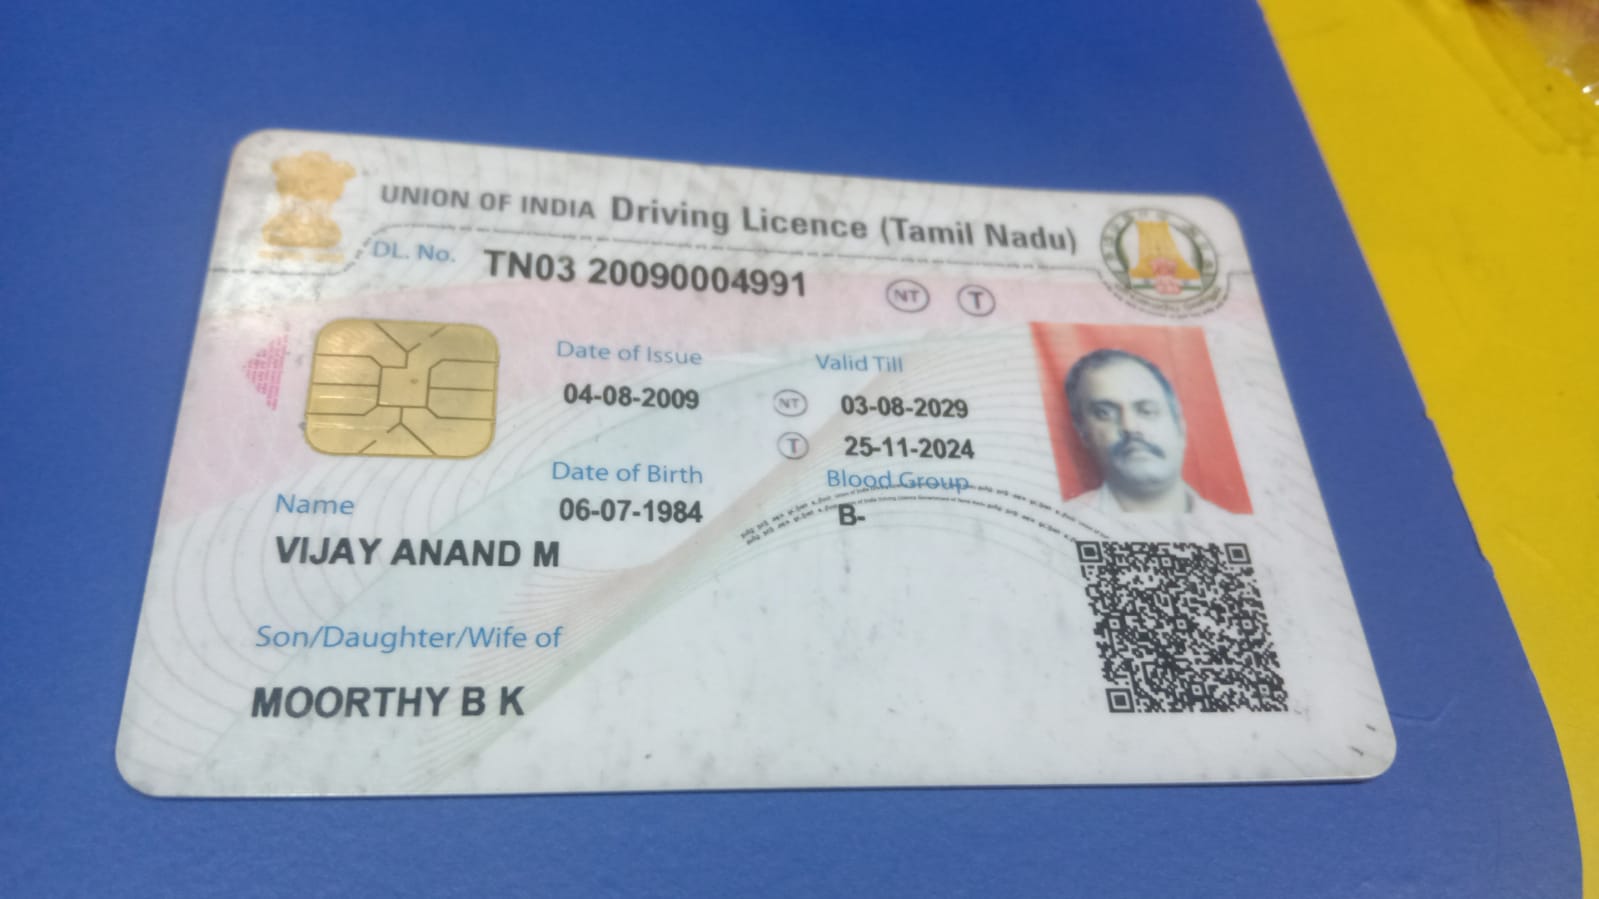 UNION OF INDIA Driving Licence (Tamil Nadu)
DL. No. TN03 20090004991 NT T
Date of Issue Valid Till
04-08-2009 NT 03-08-2029
T 25-11-2024
Date of Birth Blood Group
06-07-1984 B-
Name
VIJAY ANAND M
Son/Daughter/Wife of
MOORTHY B K